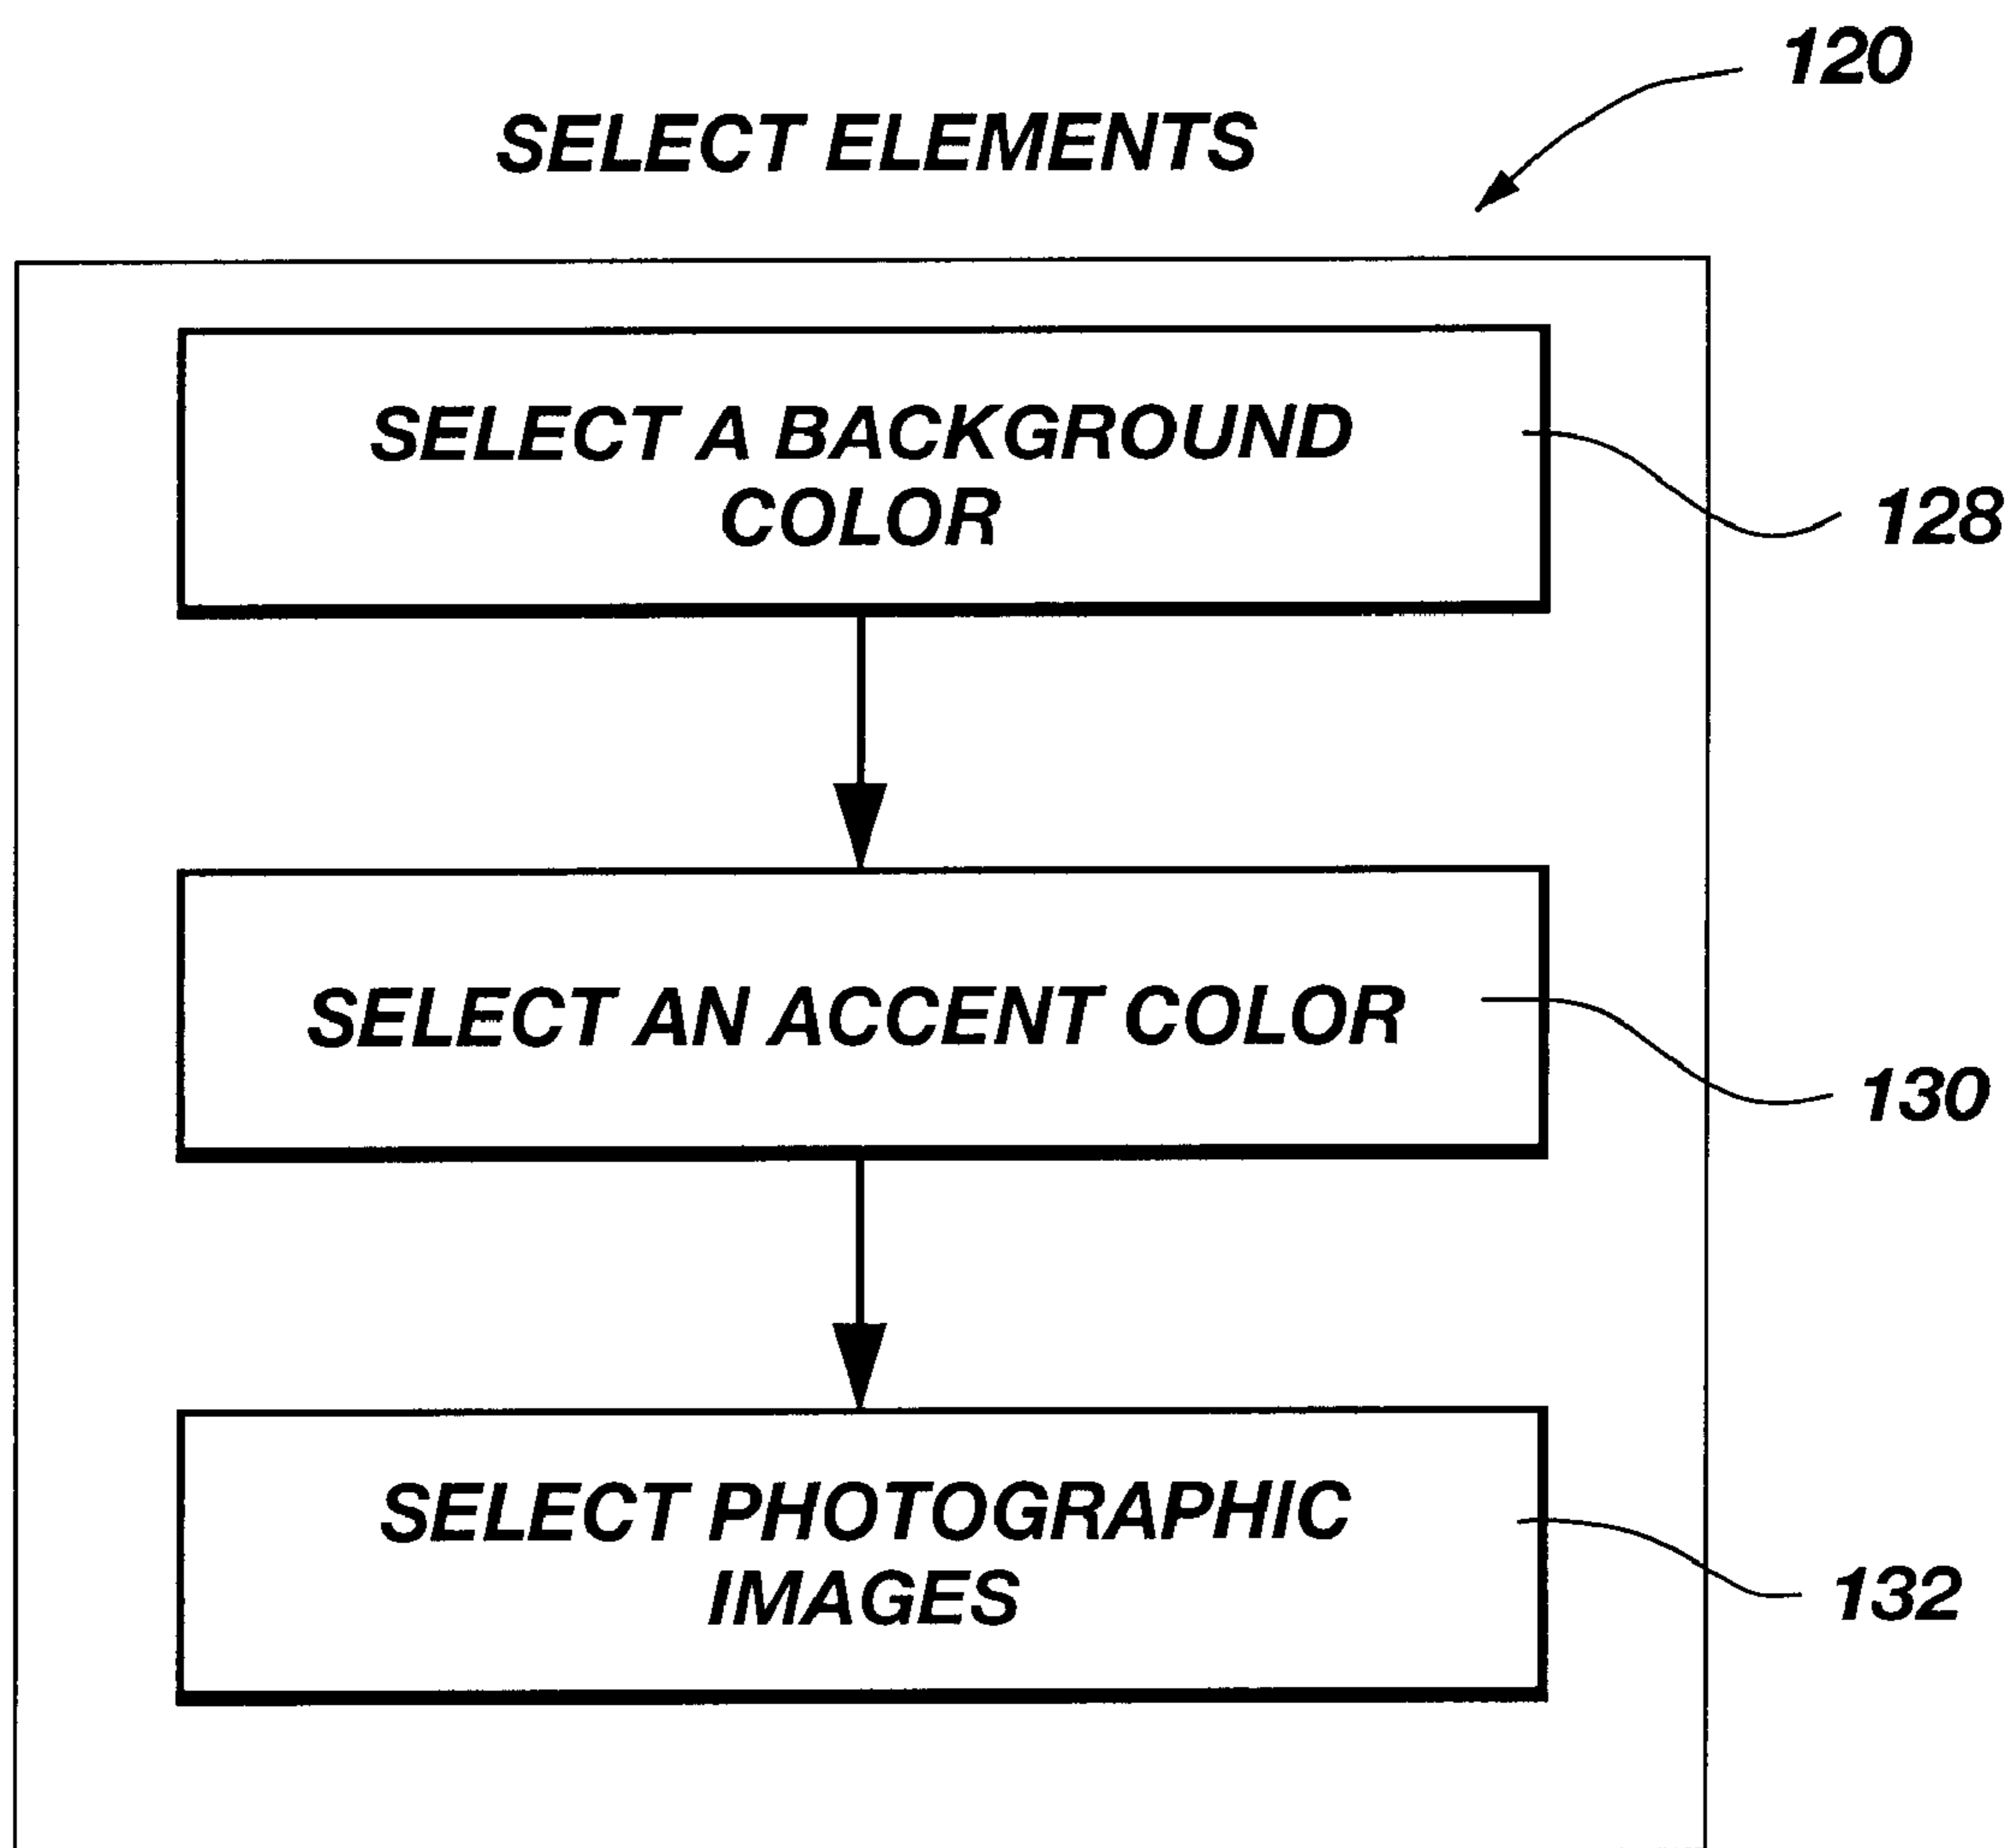 120
SELECT ELEMENTS
SELECT A BACKGROUND
COLOR
128
SELECT AN ACCENT COLOR
130
SELECT PHOTOGRAPHIC
IMAGES
132